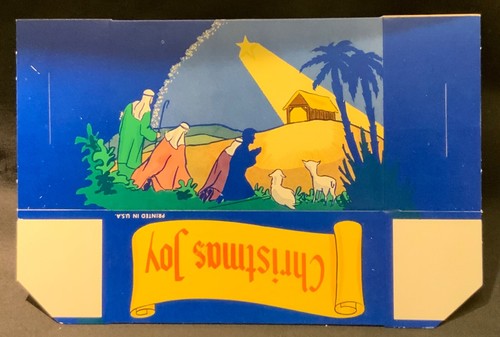 PRINTED IN U.S.A.
Christmas Joy